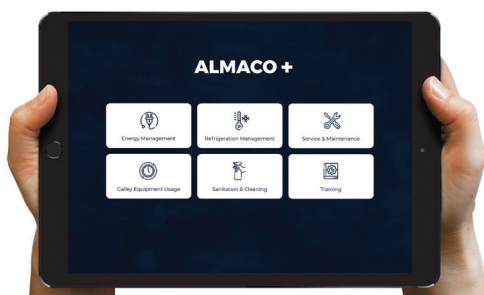 ALMACO +
Energy Management
Refrigeration Management
Service & Maintenance
Galley Equipment Usage
Sanitation & Cleaning
Training